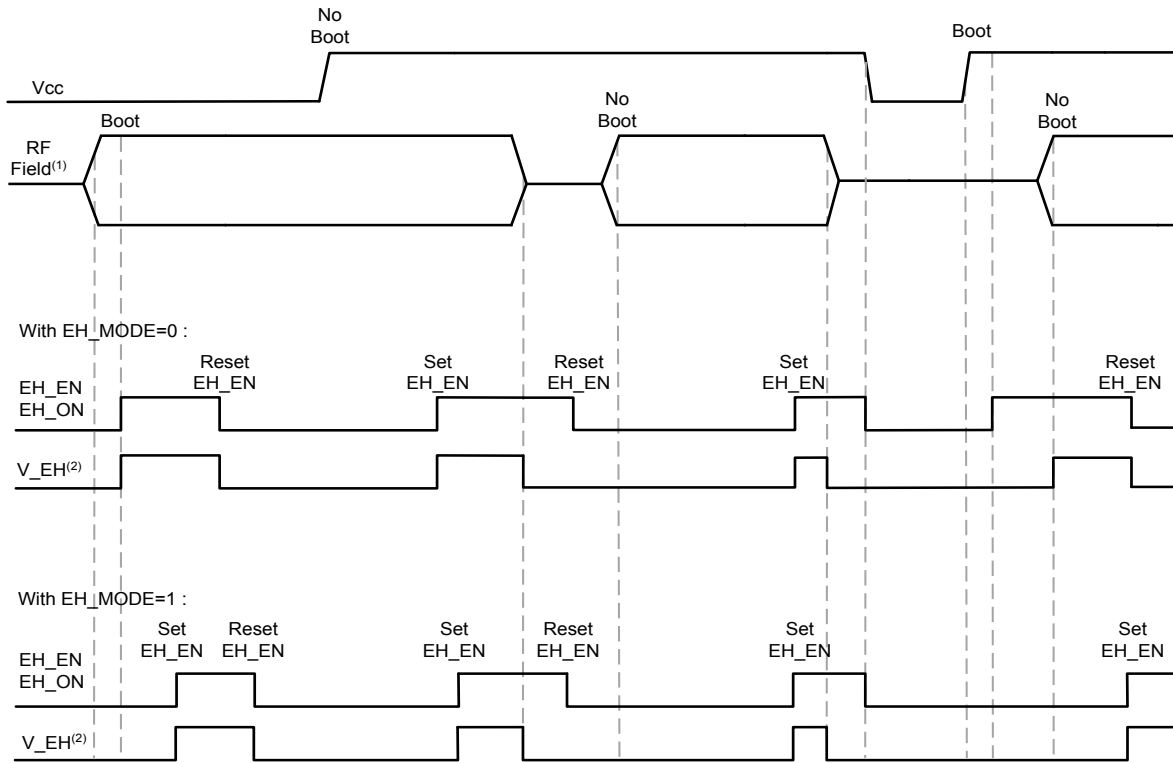 No
Boot
Boot
Vcc
Boot
No
Boot
No
Boot
RF
Field(1)
With EH_MODE=0 :
Reset
EH_EN
Set
EH_EN
Reset
EH_EN
Set
EH_EN
Reset
EH_EN
EH_EN
EH_ON
V_EH(2)
With EH_MODE=1 :
Set
EH_EN
Reset
EH_EN
Set
EH_EN
Reset
EH_EN
Set
EH_EN
Set
EH_EN
EH_EN
EH_ON
V_EH(2)